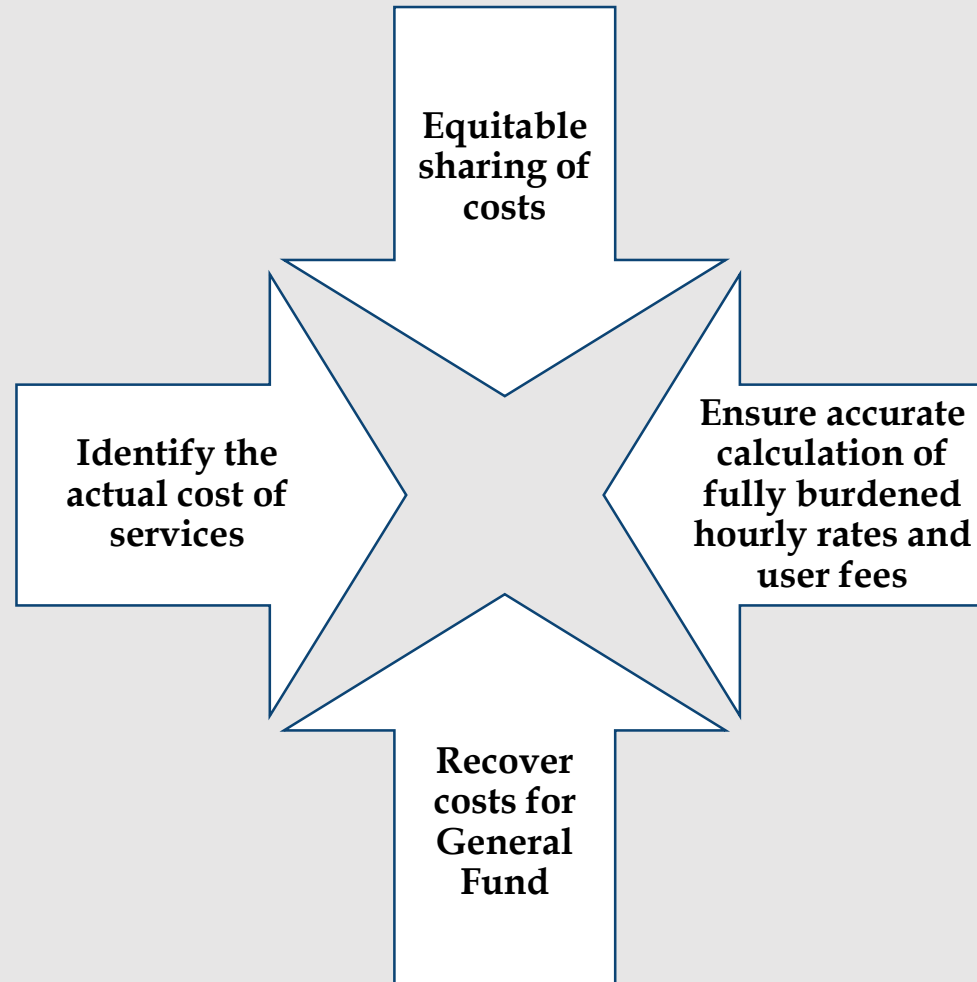 Equitable
sharing of
costs
Identify the
actual cost of
services
Ensure accurate
calculation of
fully burdened
hourly rates and
user fees
Recover
costs for
General
Fund